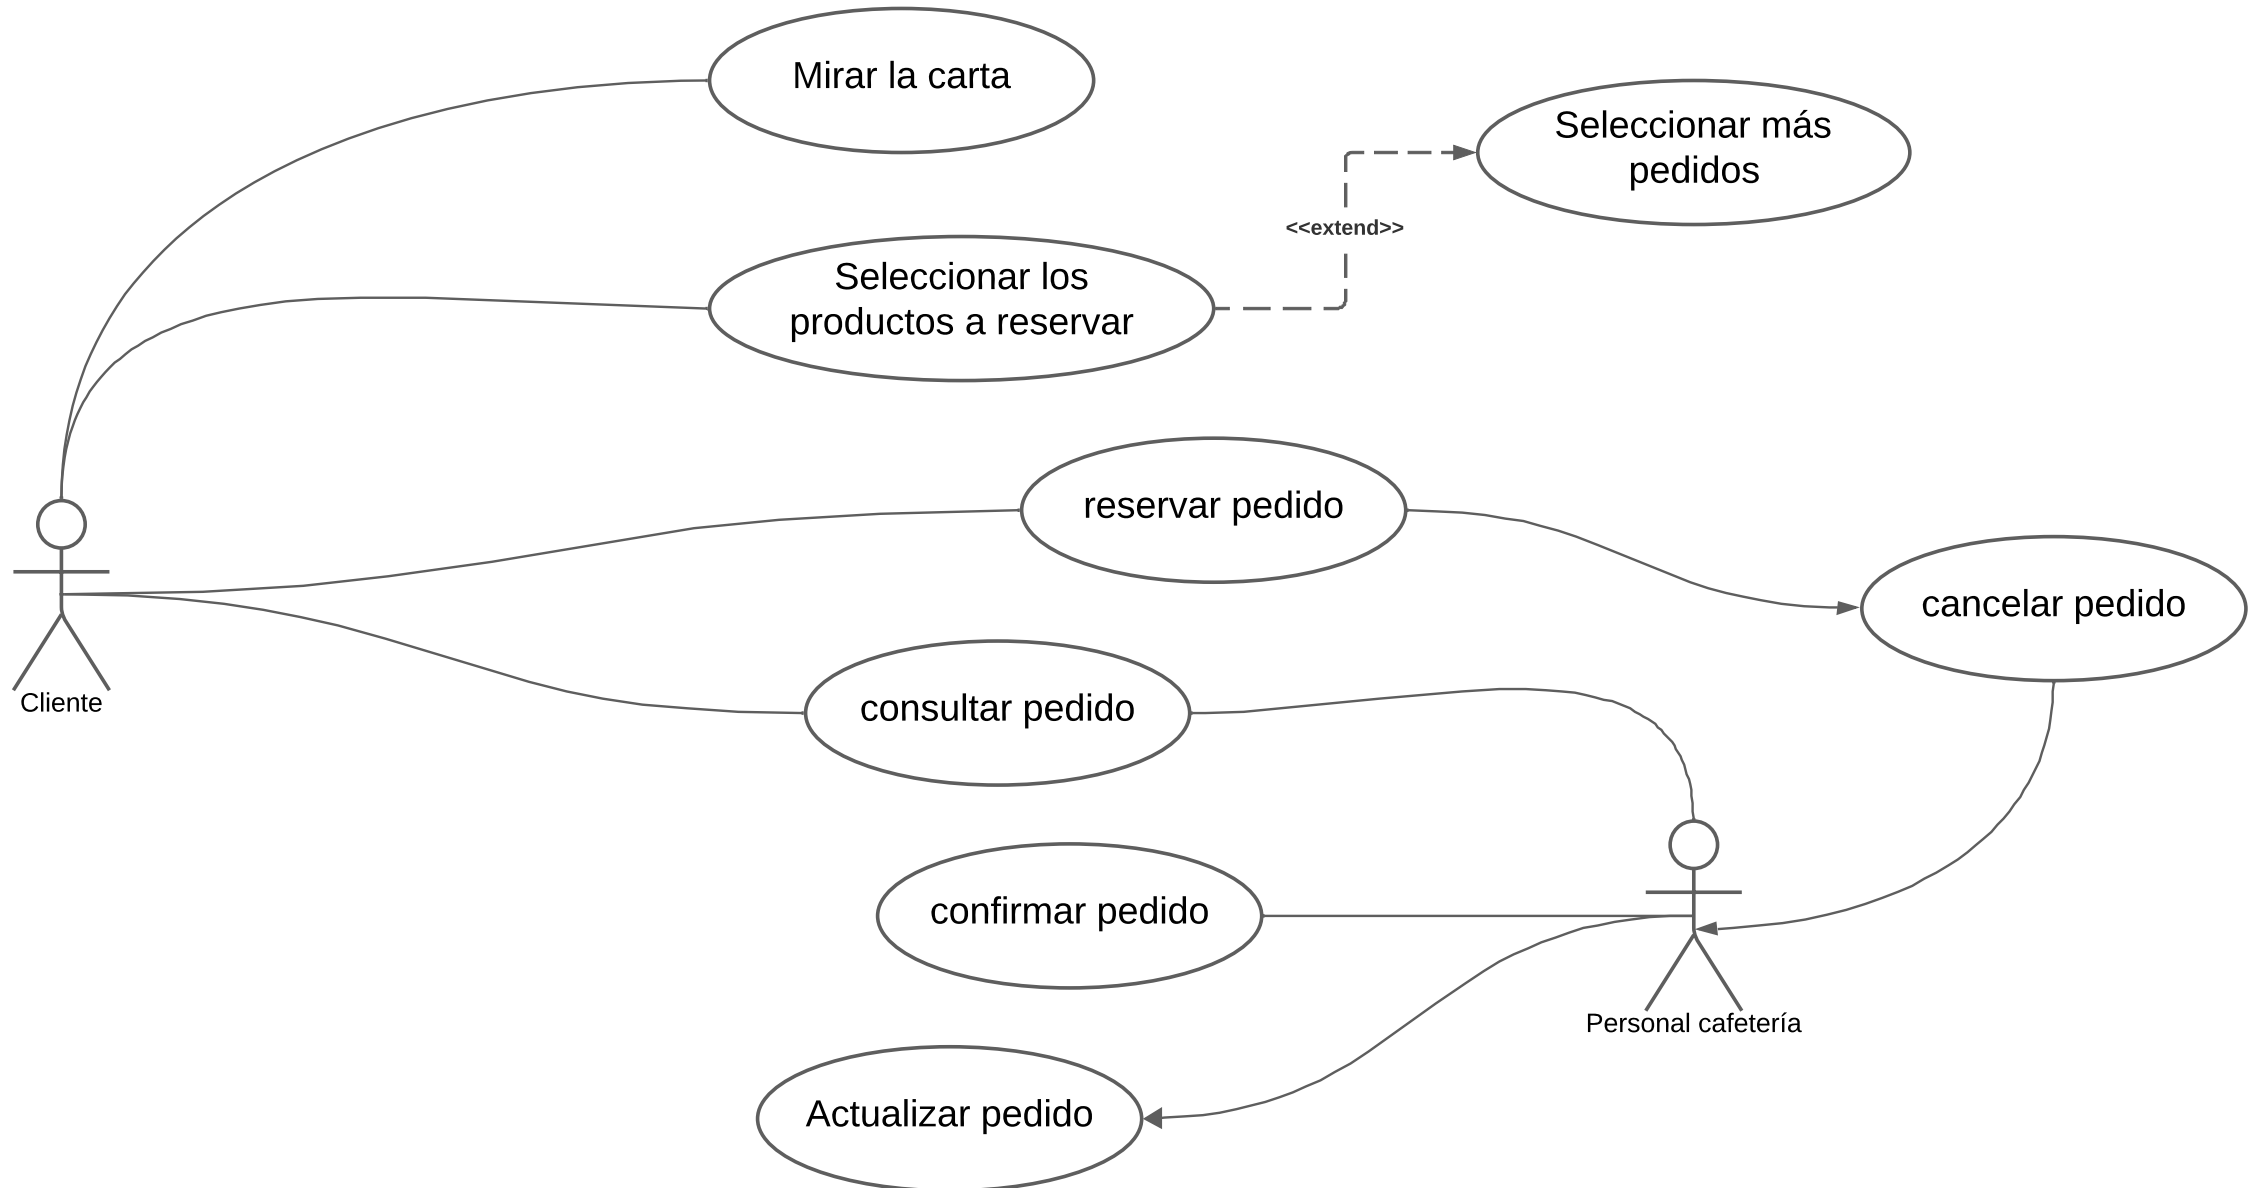 Mirar la carta
Seleccionar más
pedidos
<<extend>>
Seleccionar los
productos a reservar
reservar pedido
cancelar pedido
Cliente
consultar pedido
confirmar pedido
Personal cafetería
Actualizar pedido